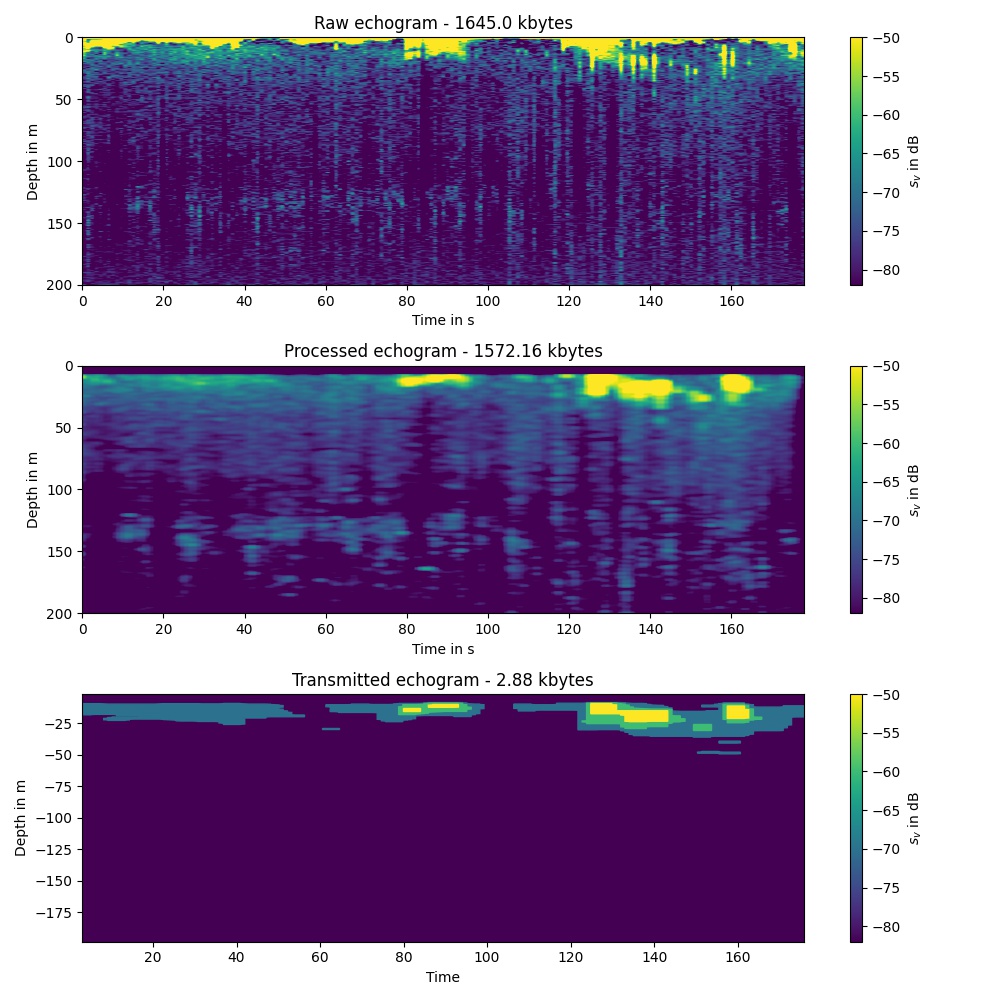 Raw echogram - 1645.0 kbytes
0
50
100
150
200
Depth in m
0 20 40 60 80 100 120 140 160
Time in s
−50
−55
−60
−65
−70
−75
−80
sv in dB
Processed echogram - 1572.16 kbytes
0
50
100
150
200
Depth in m
0 20 40 60 80 100 120 140 160
Time in s
−50
−55
−60
−65
−70
−75
−80
sv in dB
Transmitted echogram - 2.88 kbytes
−25
−50
−75
−100
−125
−150
−175
Depth in m
20 40 60 80 100 120 140 160
Time
−50
−55
−60
−65
−70
−75
−80
sv in dB